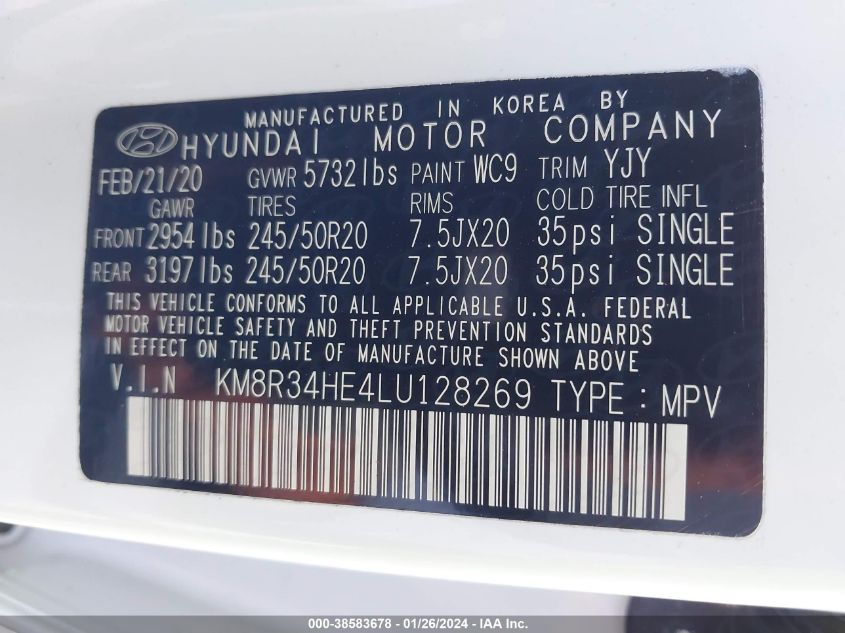 MANUFACTURED IN KOREA BY
HYUNDAI MOTOR COMPANY
FEB/21/20 GVWR 5732lbs PAINT WC9 TRIM YJY
GAWR TIRES RIMS COLD TIRE INFL
FRONT 2954lbs 245/50R20 7.5JX20 35psi SINGLE
REAR 3197lbs 245/50R20 7.5JX20 35psi SINGLE
THIS VEHICLE CONFORMS TO ALL APPLICABLE U.S.A. FEDERAL
MOTOR VEHICLE SAFETY AND THEFT PREVENTION STANDARDS
IN EFFECT ON THE DATE OF MANUFACTURE SHOWN ABOVE
V.I.N KM8R34HE4LU128269 TYPE : MPV
000-38583678 - 01/26/2024 - IAA Inc.